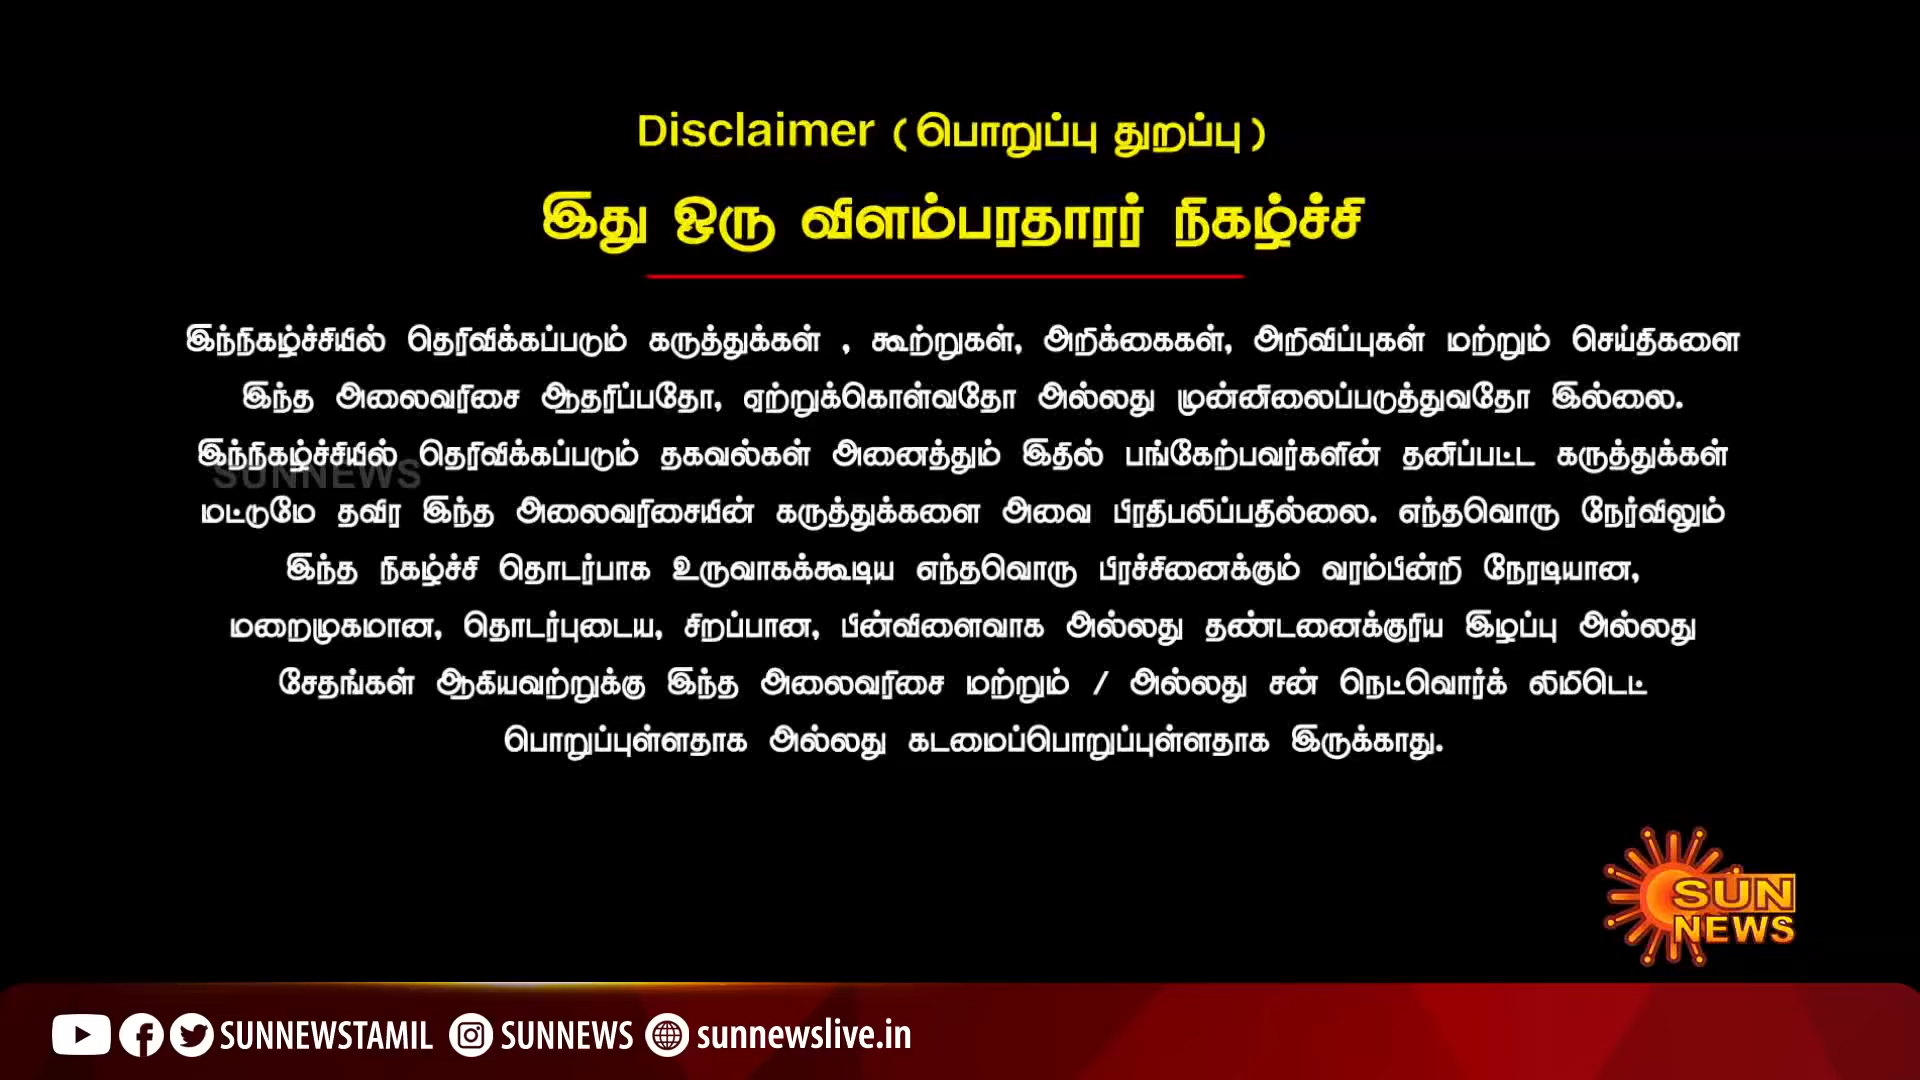 Disclaimer (பொறுப்பு துறப்பு)
இது ஒரு விளம்பரதாரர் நிகழ்ச்சி
இந்நிகழ்ச்சியில் தெரிவிக்கப்படும் கருத்துக்கள் , கூற்றுகள், அறிக்கைகள், அறிவிப்புகள் மற்றும் செய்திகளை
இந்த அலைவரிசை ஆதரிப்பதோ, ஏற்றுக்கொள்வதோ அல்லது முன்னிலைப்படுத்துவதோ இல்லை.
இந்நிகழ்ச்சியில் தெரிவிக்கப்படும் தகவல்கள் அனைத்தும் இதில் பங்கேற்பவர்களின் தனிப்பட்ட கருத்துக்கள்
SUNNEWS
மட்டுமே தவிர இந்த அலைவரிசையின் கருத்துக்களை அவை பிரதிபலிப்பதில்லை. எந்தவொரு நேர்விலும்
இந்த நிகழ்ச்சி தொடர்பாக உருவாகக்கூடிய எந்தவொரு பிரச்சினைக்கும் வரம்பின்றி நேரடியான,
மறைமுகமான, தொடர்புடைய, சிறப்பான, பின்விளைவாக அல்லது தண்டனைக்குரிய இழப்பு அல்லது
சேதங்கள் ஆகியவற்றுக்கு இந்த அலைவரிசை மற்றும் / அல்லது சன் நெட்வொர்க் லிமிடெட்
பொறுப்புள்ளதாக அல்லது கடமைப்பொறுப்புள்ளதாக இருக்காது.
SUN
NEWS
SUNNEWSTAMIL SUNNEWS sunnewslive.in